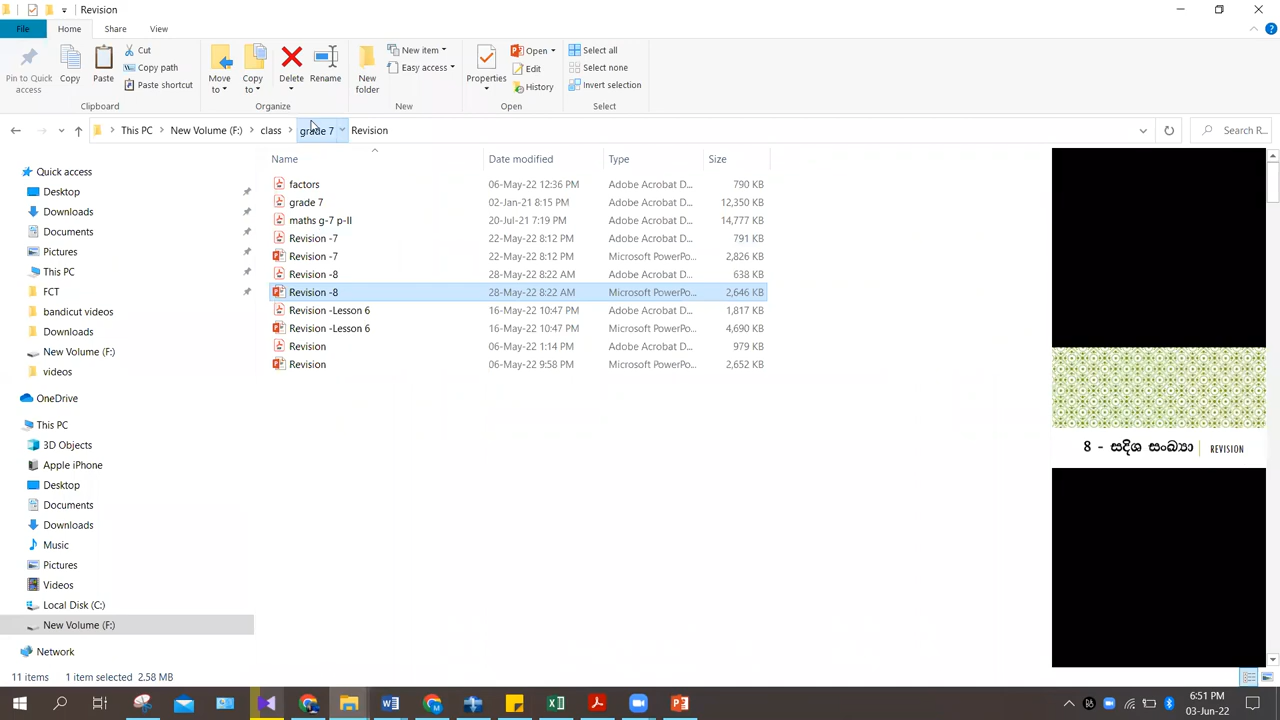 Revision
File Home Share View
Pin to Quick access
Copy
Paste
Cut
Copy path
Paste shortcut
Clipboard
Move to
Copy to
Delete
Rename
Organize
New folder
New item
Easy access
New
Properties
Open
Edit
History
Open
Select all
Select none
Invert selection
Select
This PC New Volume (F:) class grade 7 Revision
Search R...
Name Date modified Type Size
factors 06-May-22 12:36 PM Adobe Acrobat D... 790 KB
grade 7 02-Jan-21 8:15 PM Adobe Acrobat D... 12,350 KB
maths g-7 p-II 20-Jul-21 7:19 PM Adobe Acrobat D... 14,777 KB
Revision -7 22-May-22 8:12 PM Adobe Acrobat D... 791 KB
Revision -7 22-May-22 8:12 PM Microsoft PowerPo... 2,826 KB
Revision -8 28-May-22 8:22 AM Adobe Acrobat D... 638 KB
Revision -8 28-May-22 8:22 AM Microsoft PowerPo... 2,646 KB
Revision -Lesson 6 16-May-22 10:47 PM Adobe Acrobat D... 1,817 KB
Revision -Lesson 6 16-May-22 10:47 PM Microsoft PowerPo... 4,690 KB
Revision 06-May-22 1:14 PM Adobe Acrobat D... 979 KB
Revision 06-May-22 9:58 PM Microsoft PowerPo... 2,652 KB
Quick access
Desktop
Downloads
Documents
Pictures
This PC
FCT
bandicut videos
Downloads
New Volume (F:)
videos
OneDrive
This PC
3D Objects
Apple iPhone
Desktop
Documents
Downloads
Music
Pictures
Videos
Local Disk (C:)
New Volume (F:)
Network
8 - සදිශ සංඛ්‍යා REVISION
11 items 1 item selected 2.58 MB
6:51 PM
03-Jun-22